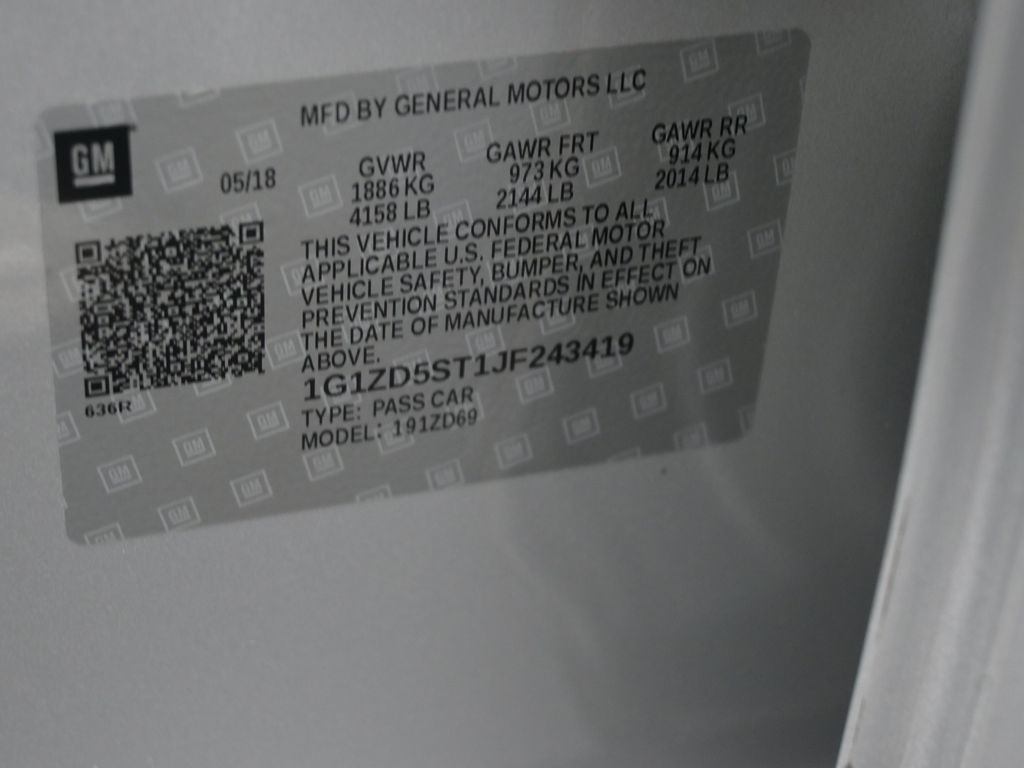 MFD BY GENERAL MOTORS LLC
GM
05/18
GVWR GAWR FRT GAWR RR
1886 KG 973 KG 914 KG
4158 LB 2144 LB 2014 LB
THIS VEHICLE CONFORMS TO ALL
APPLICABLE U.S. FEDERAL MOTOR
VEHICLE SAFETY, BUMPER, AND THEFT
PREVENTION STANDARDS IN EFFECT ON
THE DATE OF MANUFACTURE SHOWN
ABOVE.
1G1ZD5ST1JF243419
636R
TYPE: PASS CAR
MODEL: 191ZD69